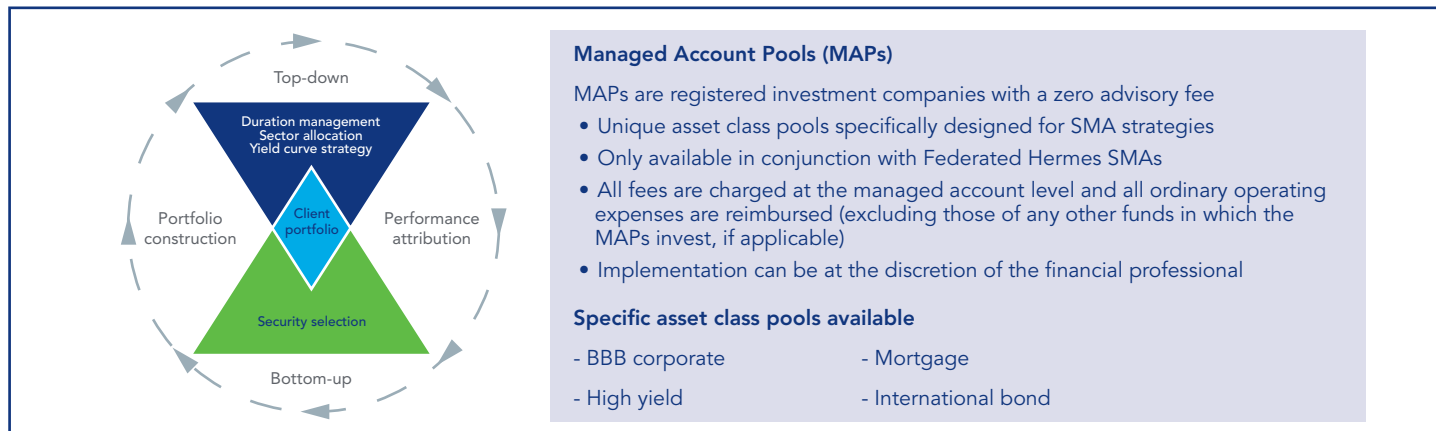 Top-down
Duration management
Sector allocation
Yield curve strategy
Client
portfolio
Portfolio
construction
Performance
attribution
Security selection
Bottom-up
Managed Account Pools (MAPs)
MAPs are registered investment companies with a zero advisory fee
• Unique asset class pools specifically designed for SMA strategies
• Only available in conjunction with Federated Hermes SMAs
• All fees are charged at the managed account level and all ordinary operating
expenses are reimbursed (excluding those of any other funds in which the
MAPs invest, if applicable)
• Implementation can be at the discretion of the financial professional
Specific asset class pools available
- BBB corporate - Mortgage
- High yield - International bond